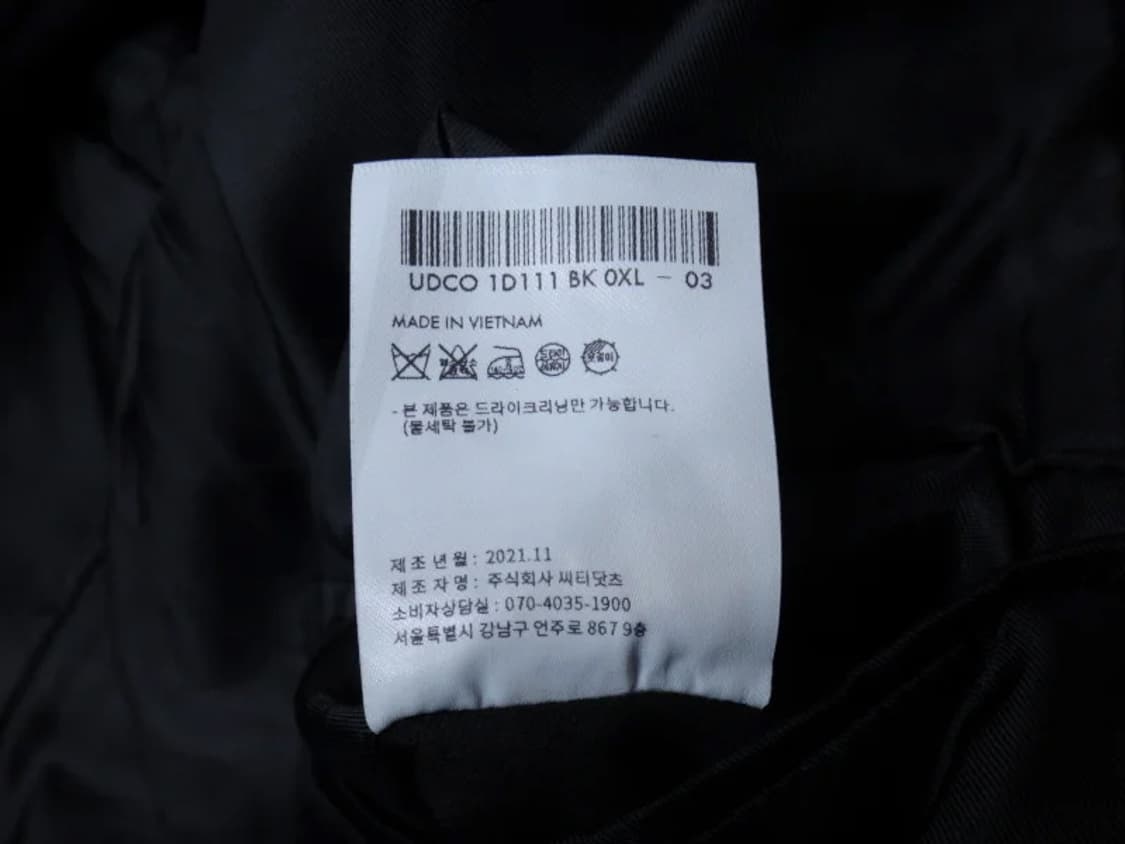 UDCO 1D111 BK 0XL - 03
MADE IN VIETNAM
드라이
- 본 제품은 드라이크리닝만 가능합니다.
(물세탁 불가)
제 조 년 월 : 2021.11
제 조 자 명 : 주식회사 씨티닷츠
소비자상담실 : 070-4035-1900
서울특별시 강남구 언주로 867 9층